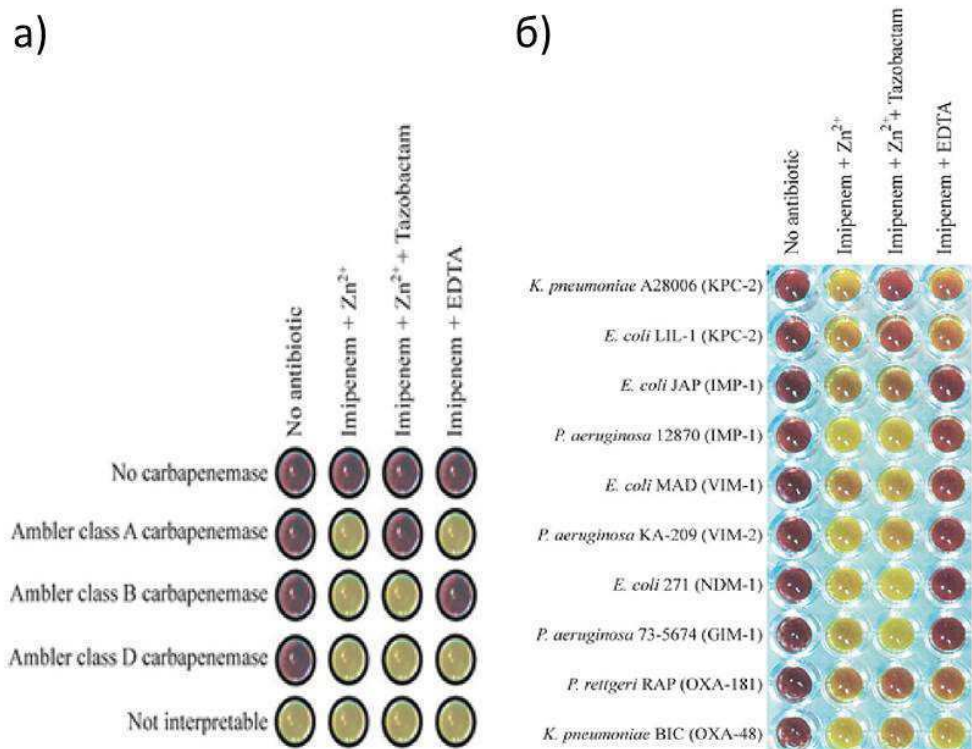 а)
No antibiotic
Imipenem + Zn²⁺
Imipenem + Zn²⁺ + Tazobactam
Imipenem + EDTA
No carbapenemase
Ambler class A carbapenemase
Ambler class B carbapenemase
Ambler class D carbapenemase
Not interpretable
б)
No antibiotic
Imipenem + Zn²⁺
Imipenem + Zn²⁺ + Tazobactam
Imipenem + EDTA
K. pneumoniae A28006 (KPC-2)
E. coli LIL-1 (KPC-2)
E. coli JAP (IMP-1)
P. aeruginosa 12870 (IMP-1)
E. coli MAD (VIM-1)
P. aeruginosa KA-209 (VIM-2)
E. coli 271 (NDM-1)
P. aeruginosa 73-5674 (GIM-1)
P. rettgeri RAP (OXA-181)
K. pneumoniae BIC (OXA-48)